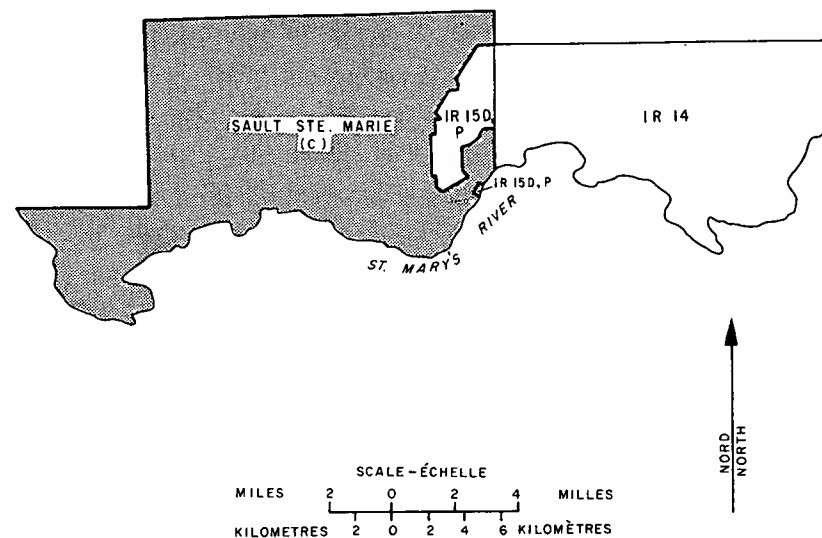 IR 15D,
P
IR 14
SAULT STE. MARIE
(C)
IR 15D, P
ST. MARY'S RIVER
NORD
NORTH
SCALE-ÉCHELLE
MILES 2 0 2 4 MILLES
KILOMETRES 2 0 2 4 6 KILOMÈTRES